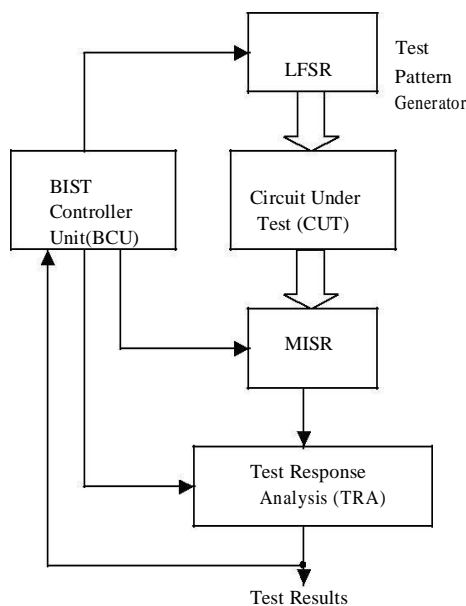 LFSR
Test
Pattern
Generator
BIST
Controller
Unit(BCU)
Circuit Under
Test (CUT)
MISR
Test Response
Analysis (TRA)
Test Results